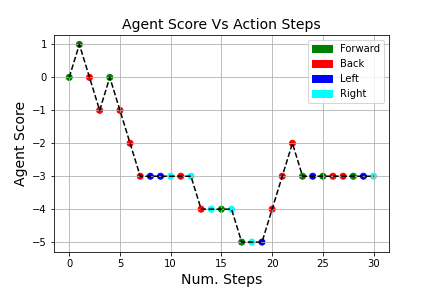 Agent Score Vs Action Steps
Agent Score
1
0
−1
−2
−3
−4
−5
Forward
Back
Left
Right
0 5 10 15 20 25 30
Num. Steps